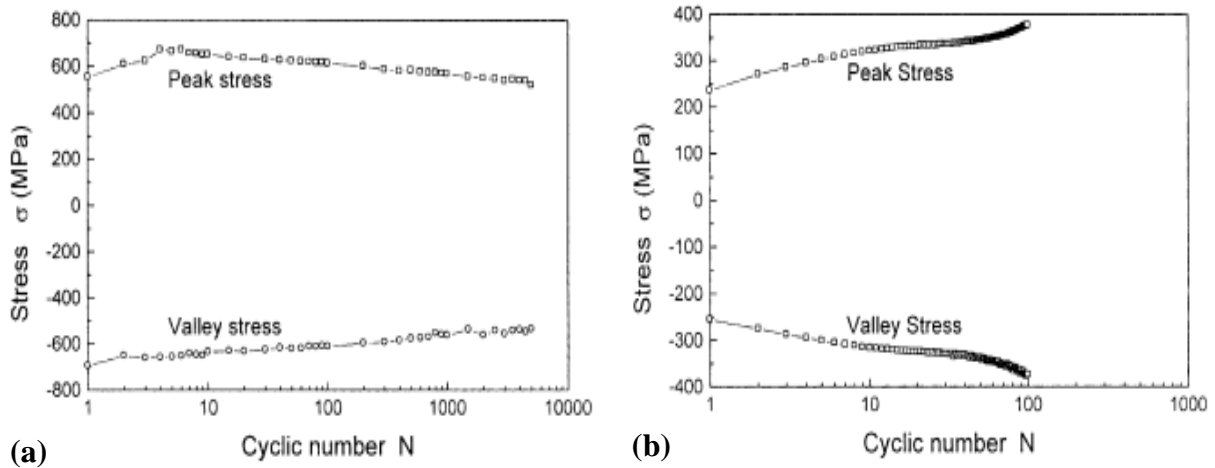 800
600
400
200
0
-200
-400
-600
-800
Stress σ (MPa)
Peak stress
Valley stress
1 10 100 1000 10000
Cyclic number N
(a)
400
300
200
100
0
-100
-200
-300
-400
Stress σ (MPa)
Peak Stress
Valley Stress
1 10 100 1000
Cyclic number N
(b)